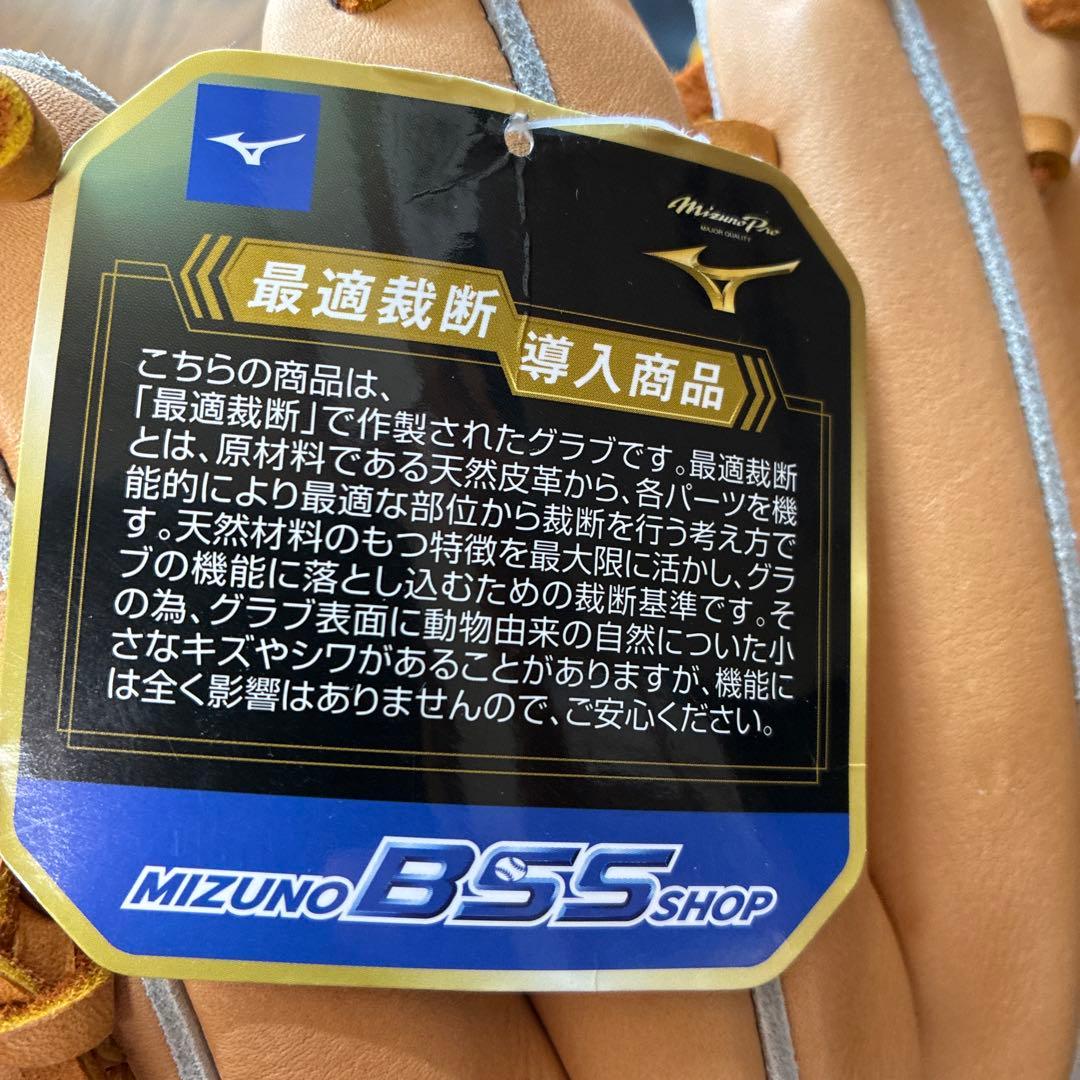 Mizuno Pro
MAJOR QUALITY
最適裁断
導入商品
こちらの商品は、
「最適裁断」で作製されたグラブです。最適裁断
とは、原材料である天然皮革から、各パーツを機
能的により最適な部位から裁断を行う考え方で
す。天然材料のもつ特徴を最大限に活かし、グラ
ブの機能に落とし込むための裁断基準です。そ
の為、グラブ表面に動物由来の自然についた小
さなキズやシワがあることがありますが、機能に
は全く影響はありませんので、ご安心ください。
MIZUNO BSS SHOP